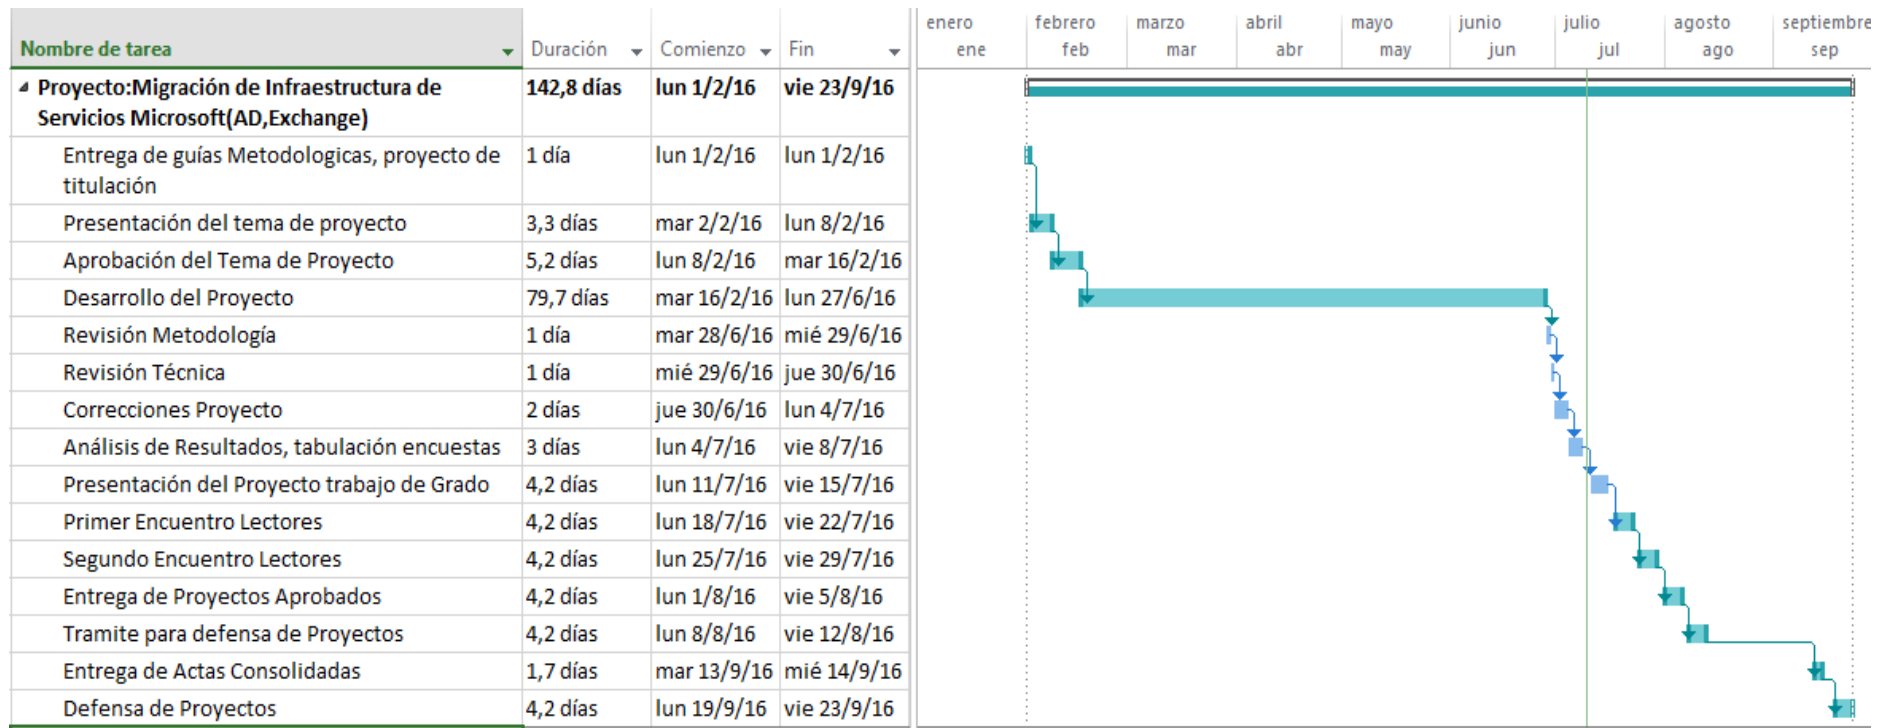 enero febrero marzo abril mayo junio julio agosto septiembre
Nombre de tarea Duración Comienzo Fin ene feb mar abr may jun jul ago sep
Proyecto:Migración de Infraestructura de 142,8 días lun 1/2/16 vie 23/9/16
Servicios Microsoft(AD,Exchange)
Entrega de guías Metodologicas, proyecto de 1 día lun 1/2/16 lun 1/2/16
titulación
Presentación del tema de proyecto 3,3 días mar 2/2/16 lun 8/2/16
Aprobación del Tema de Proyecto 5,2 días lun 8/2/16 mar 16/2/16
Desarrollo del Proyecto 79,7 días mar 16/2/16 lun 27/6/16
Revisión Metodología 1 día mar 28/6/16 mié 29/6/16
Revisión Técnica 1 día mié 29/6/16 jue 30/6/16
Correcciones Proyecto 2 días jue 30/6/16 lun 4/7/16
Análisis de Resultados, tabulación encuestas 3 días lun 4/7/16 vie 8/7/16
Presentación del Proyecto trabajo de Grado 4,2 días lun 11/7/16 vie 15/7/16
Primer Encuentro Lectores 4,2 días lun 18/7/16 vie 22/7/16
Segundo Encuentro Lectores 4,2 días lun 25/7/16 vie 29/7/16
Entrega de Proyectos Aprobados 4,2 días lun 1/8/16 vie 5/8/16
Tramite para defensa de Proyectos 4,2 días lun 8/8/16 vie 12/8/16
Entrega de Actas Consolidadas 1,7 días mar 13/9/16 mié 14/9/16
Defensa de Proyectos 4,2 días lun 19/9/16 vie 23/9/16